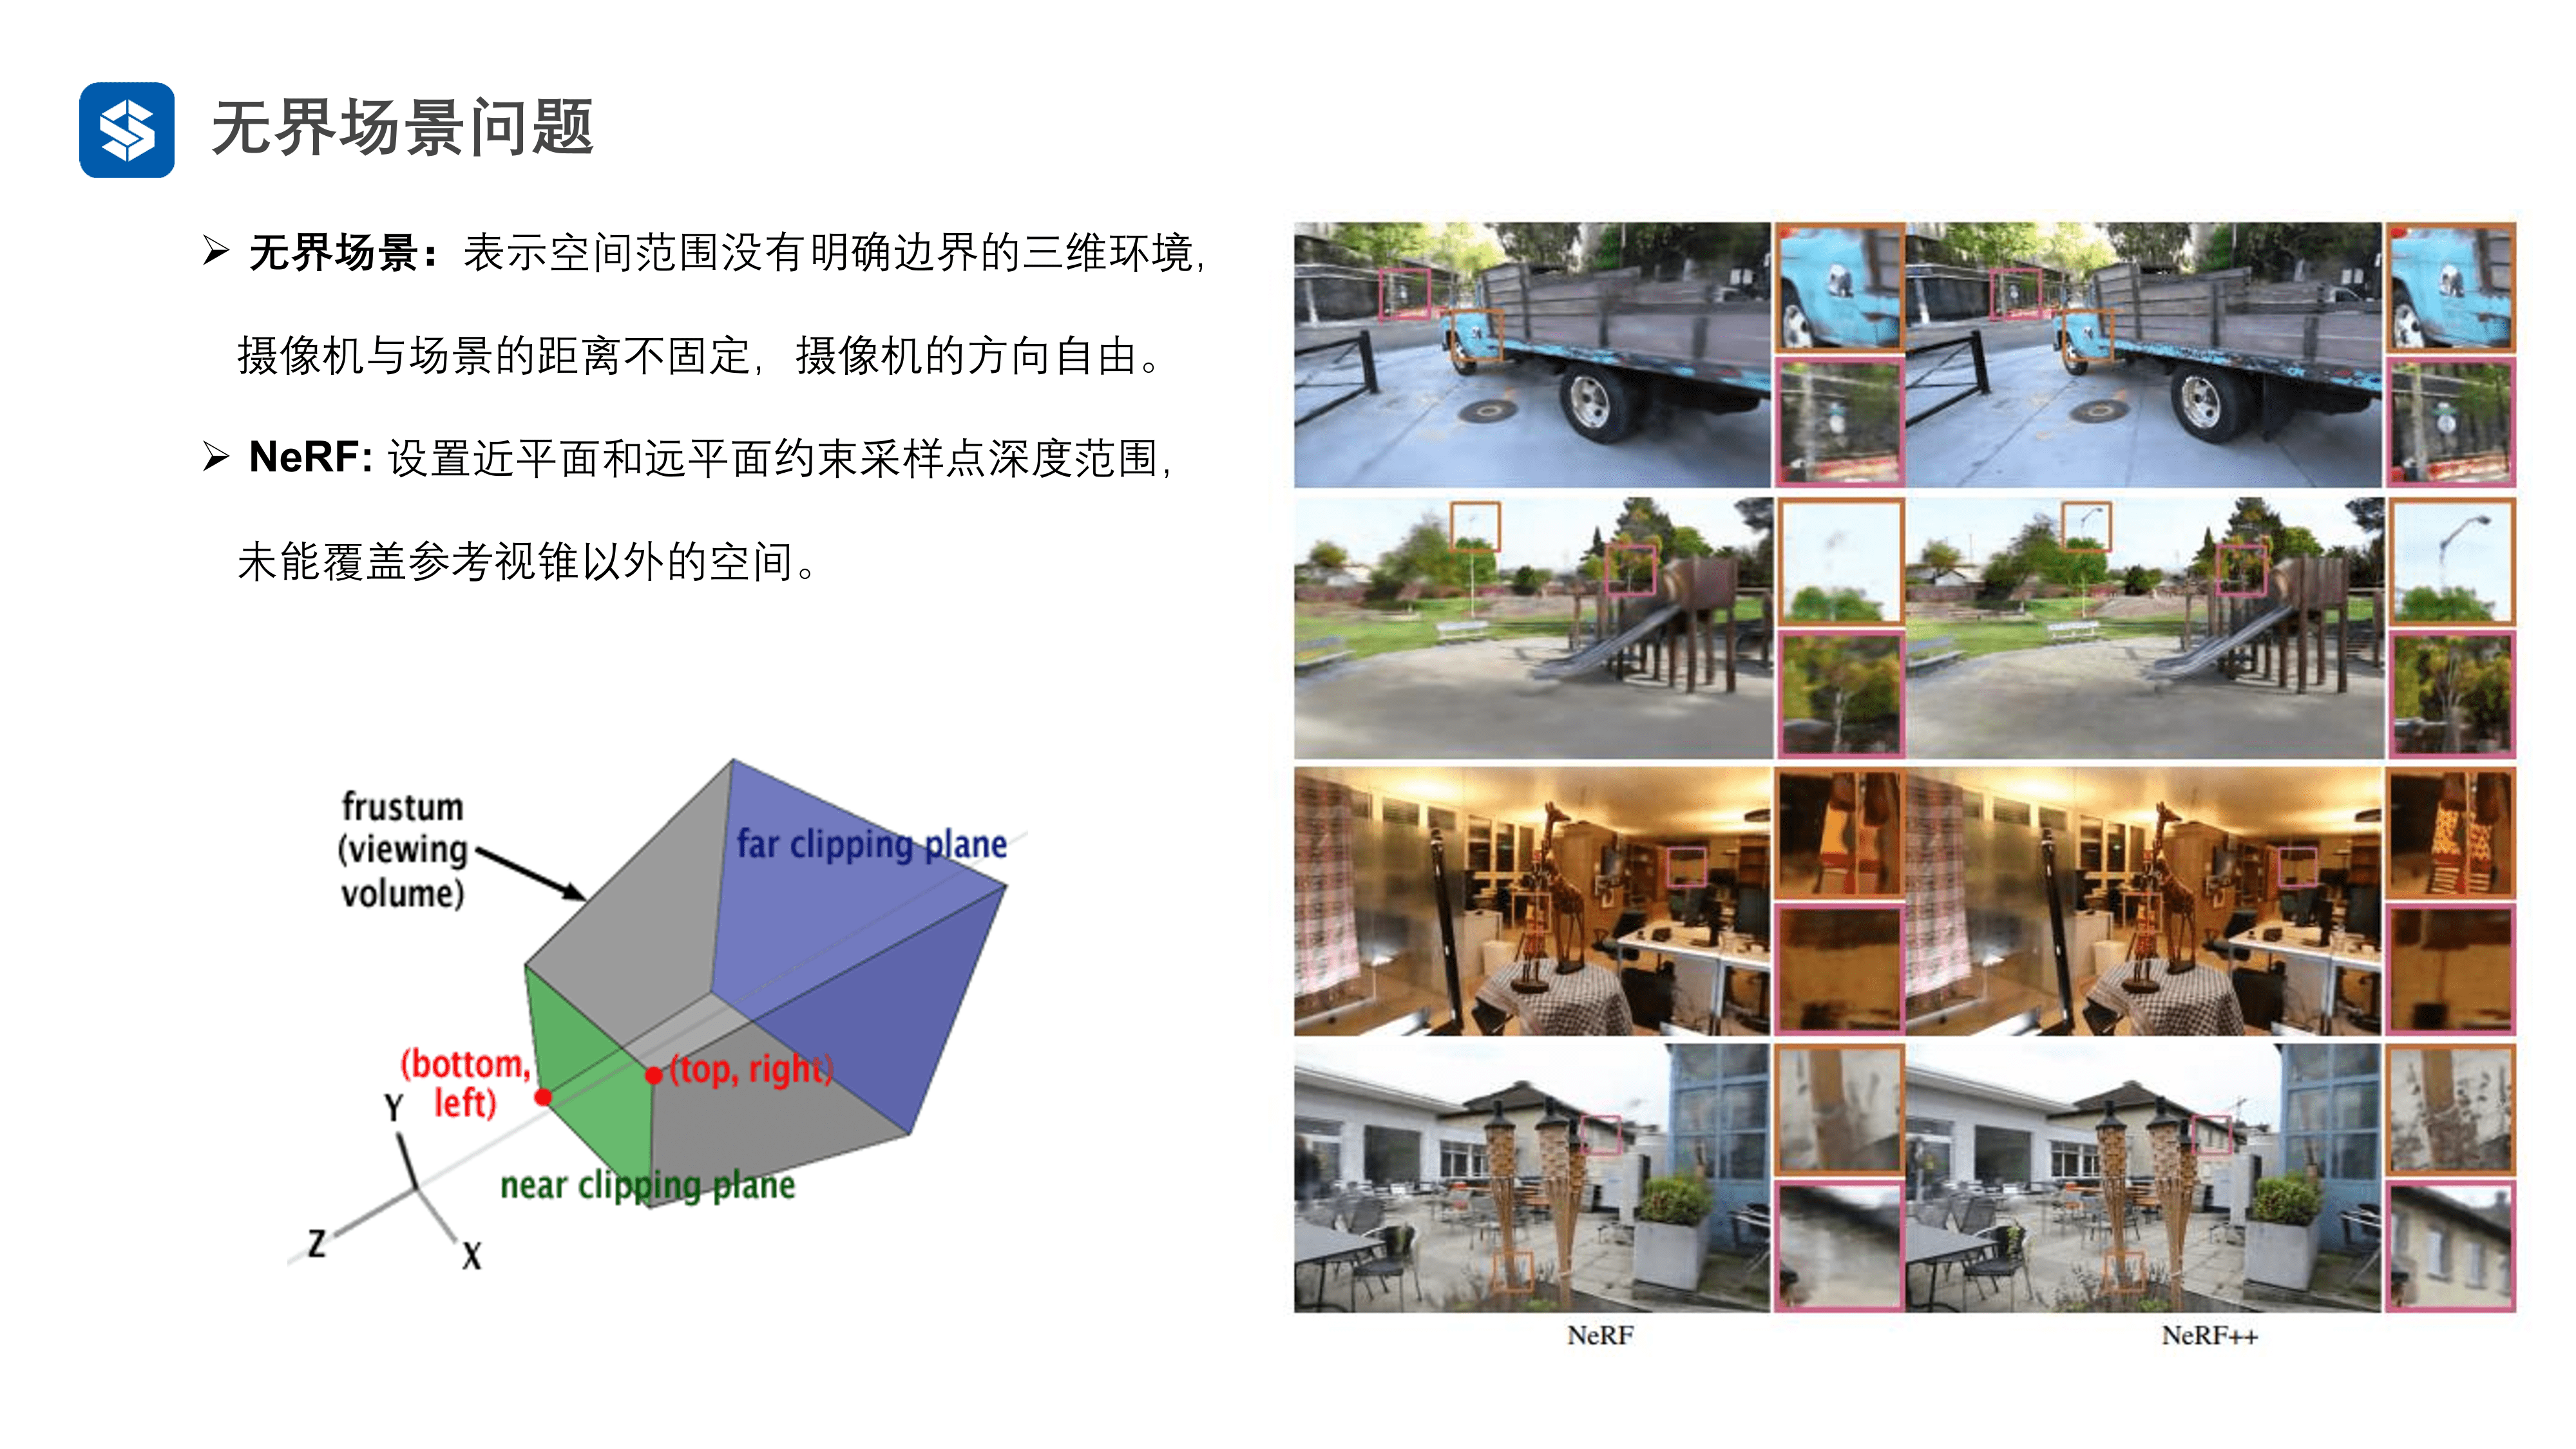 无界场景问题
➢ 无界场景：表示空间范围没有明确边界的三维环境,
摄像机与场景的距离不固定, 摄像机的方向自由。
➢ NeRF: 设置近平面和远平面约束采样点深度范围,
未能覆盖参考视锥以外的空间。
frustum
(viewing
volume)
far clipping plane
(bottom,
left)
(top, right)
near clipping plane
Y
Z
X
NeRF
NeRF++